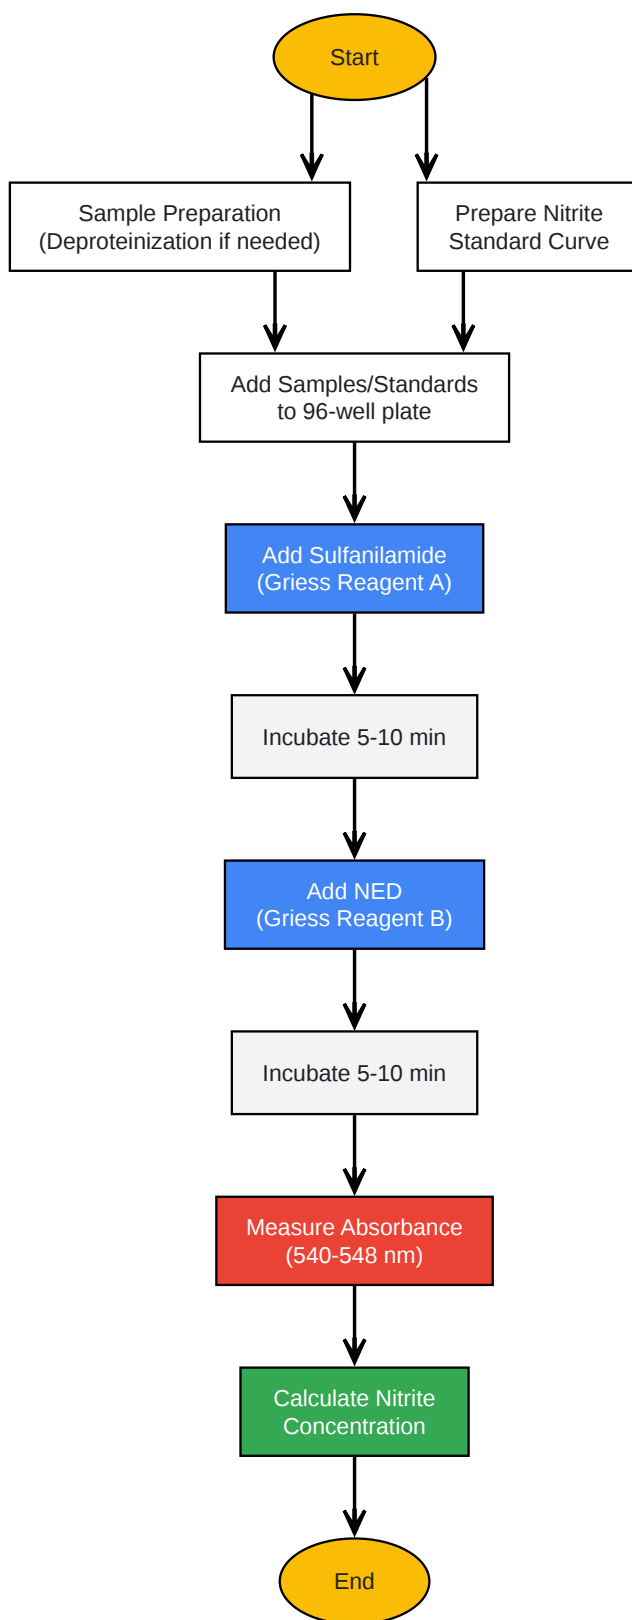 Start
Sample Preparation
(Deproteinization if needed)
Prepare Nitrite
Standard Curve
Add Samples/Standards
to 96-well plate
Add Sulfanilamide
(Griess Reagent A)
Incubate 5-10 min
Add NED
(Griess Reagent B)
Incubate 5-10 min
Measure Absorbance
(540-548 nm)
Calculate Nitrite
Concentration
End